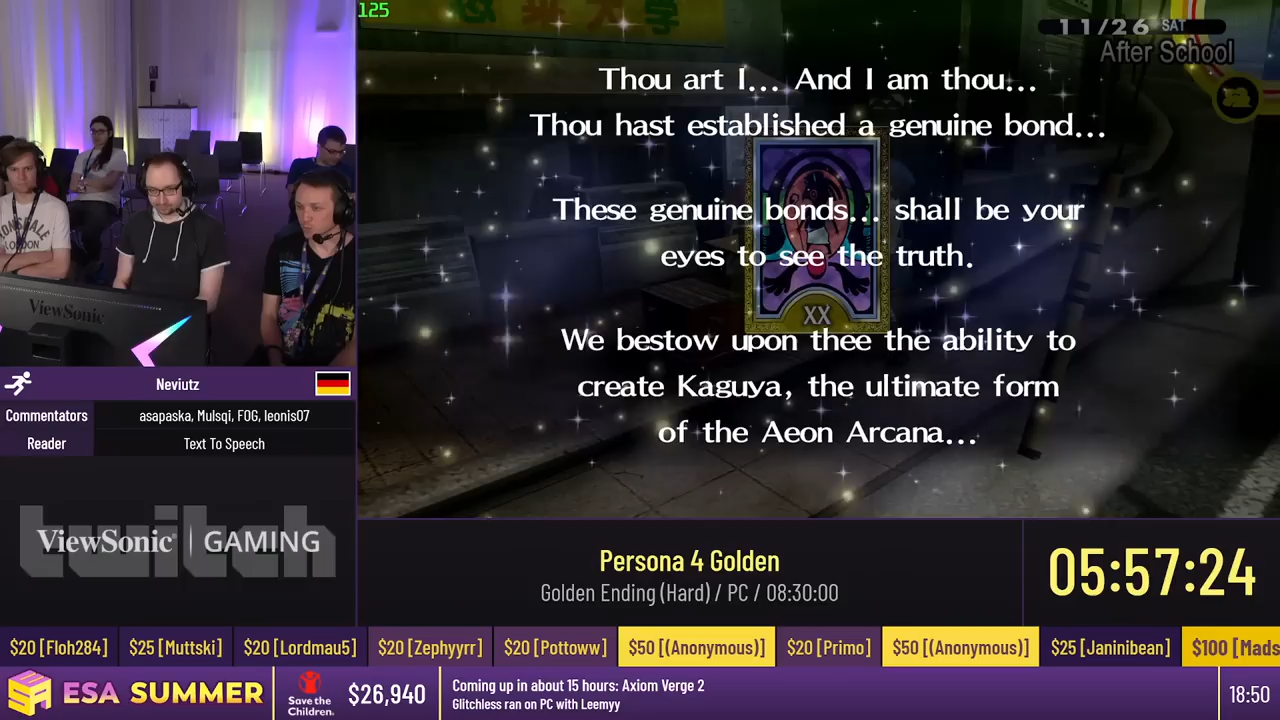 125
11/26 SAT
After School
Thou art I... And I am thou...
Thou hast established a genuine bond...
These genuine bonds... shall be your
eyes to see the truth.
XX
We bestow upon thee the ability to
create Kaguya, the ultimate form
of the Aeon Arcana...
LONDON
ViewSonic
Neviutz
Commentators asapaska, Mulsqi, F0G, leonis07
Reader Text To Speech
twitch
ViewSonic GAMING
Persona 4 Golden
Golden Ending (Hard) / PC / 08:30:00
05:57:24
$20 [Floh284] $25 [Muttski] $20 [Lordmau5] $20 [Zephyyrr] $20 [Pottoww] $50 [(Anonymous)] $20 [Primo] $50 [(Anonymous)] $25 [Janinibean] $100 [Mads
ESA SUMMER
Save the
Children.
$26,940
Coming up in about 15 hours: Axiom Verge 2
Glitchless ran on PC with Leemyy
18:50